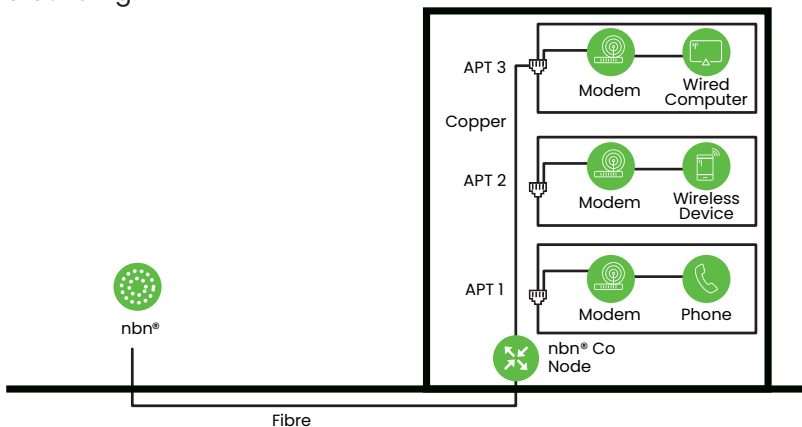 APT 3
Modem
Wired
Computer
Copper
APT 2
Modem
Wireless
Device
APT 1
Modem
Phone
nbn®
nbn® Co
Node
Fibre